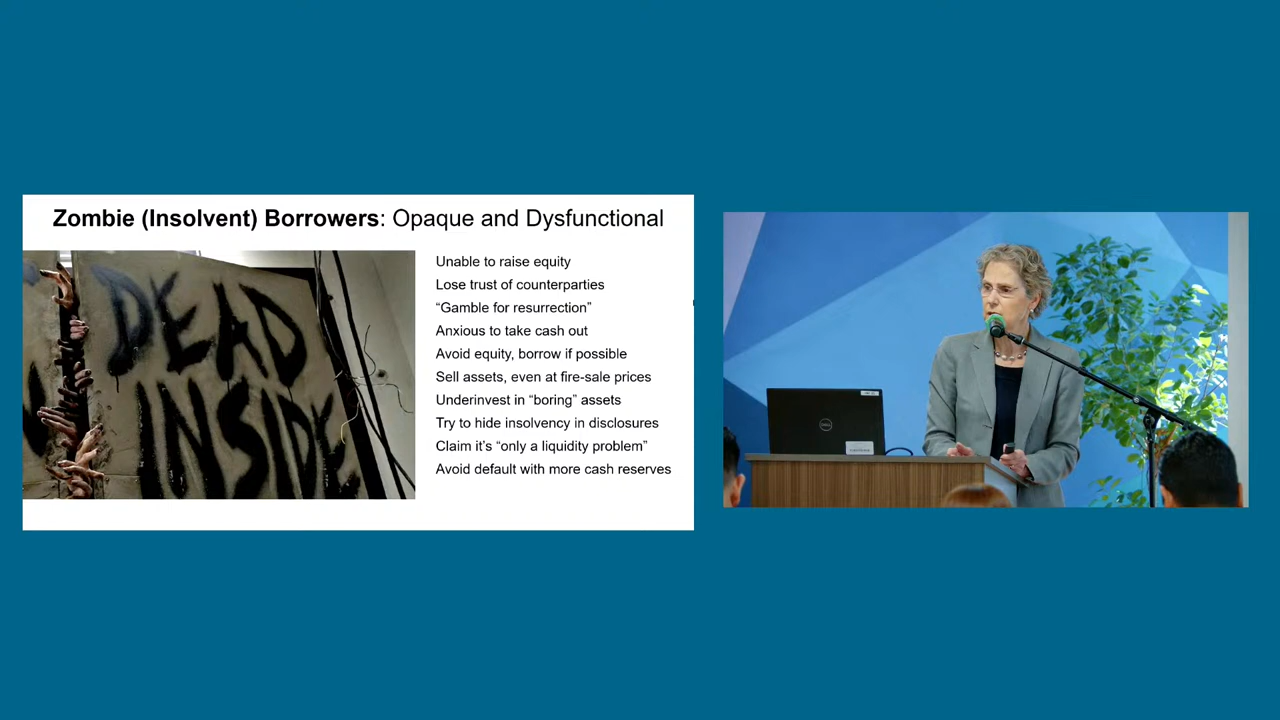 Zombie (Insolvent) Borrowers: Opaque and Dysfunctional
DEAD
INSIDE
Unable to raise equity
Lose trust of counterparties
“Gamble for resurrection”
Anxious to take cash out
Avoid equity, borrow if possible
Sell assets, even at fire-sale prices
Underinvest in “boring” assets
Try to hide insolvency in disclosures
Claim it’s “only a liquidity problem”
Avoid default with more cash reserves
DELL